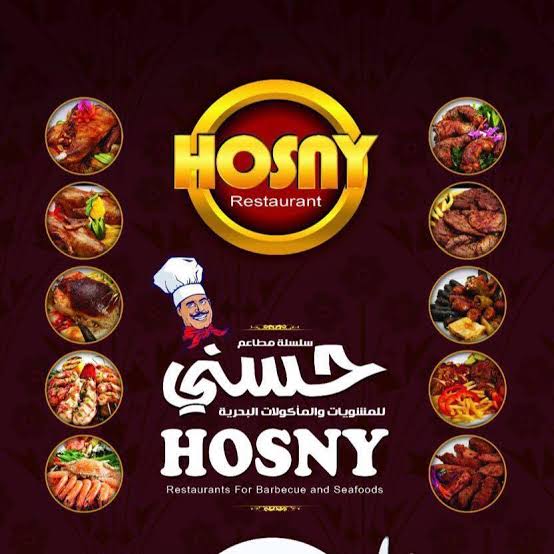 HOSNY
Restaurant
سلسلة مطاعم
حسني
للمشويات والمأكولات البحرية
HOSNY
Restaurants For Barbecue and Seafoods